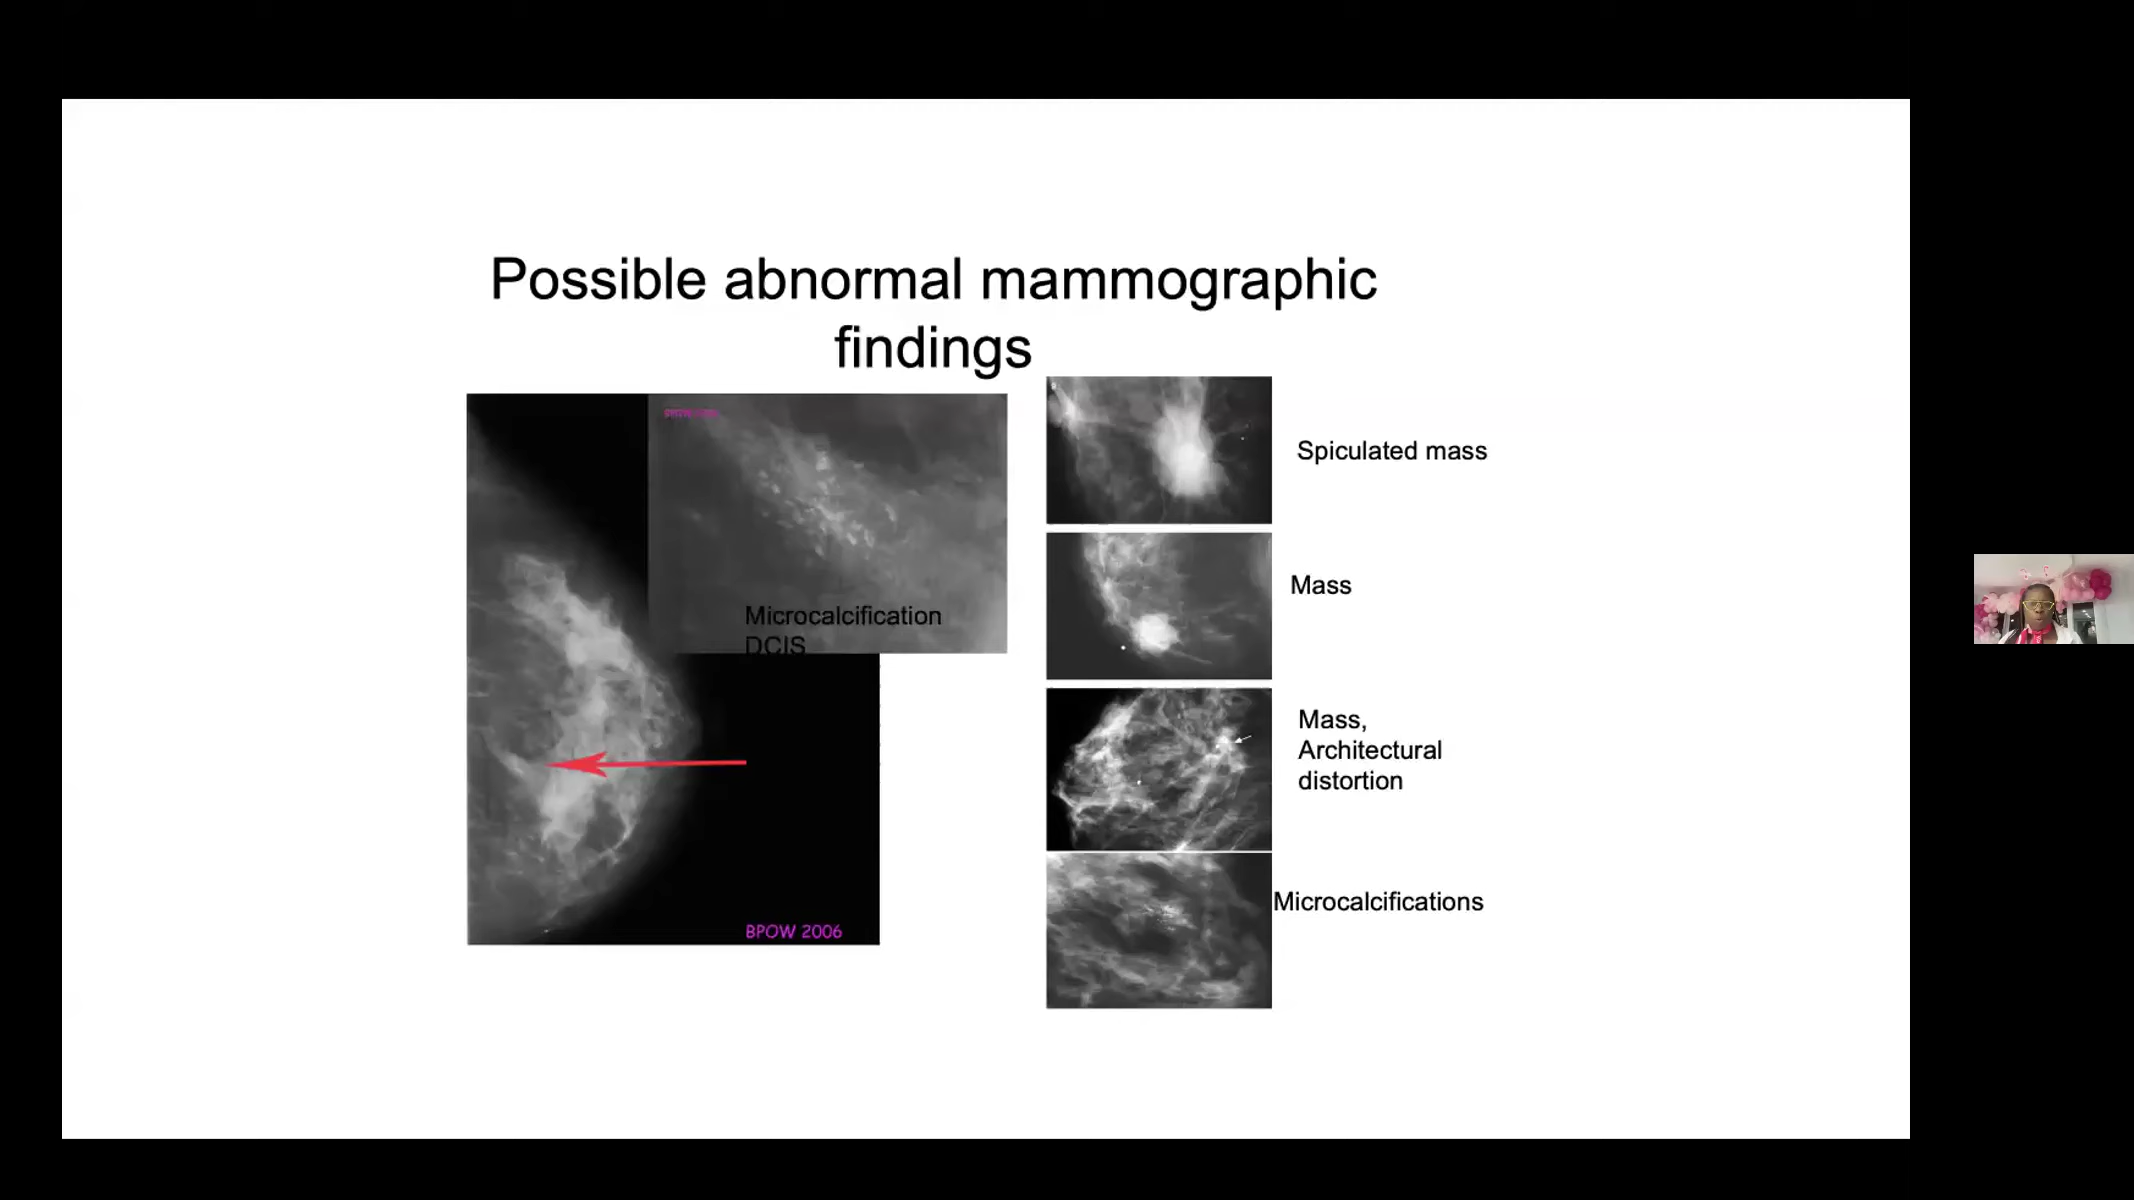 Possible abnormal mammographic
findings
Microcalcification
DCIS
BPOW 2006
Spiculated mass
Mass
Mass,
Architectural
distortion
Microcalcifications